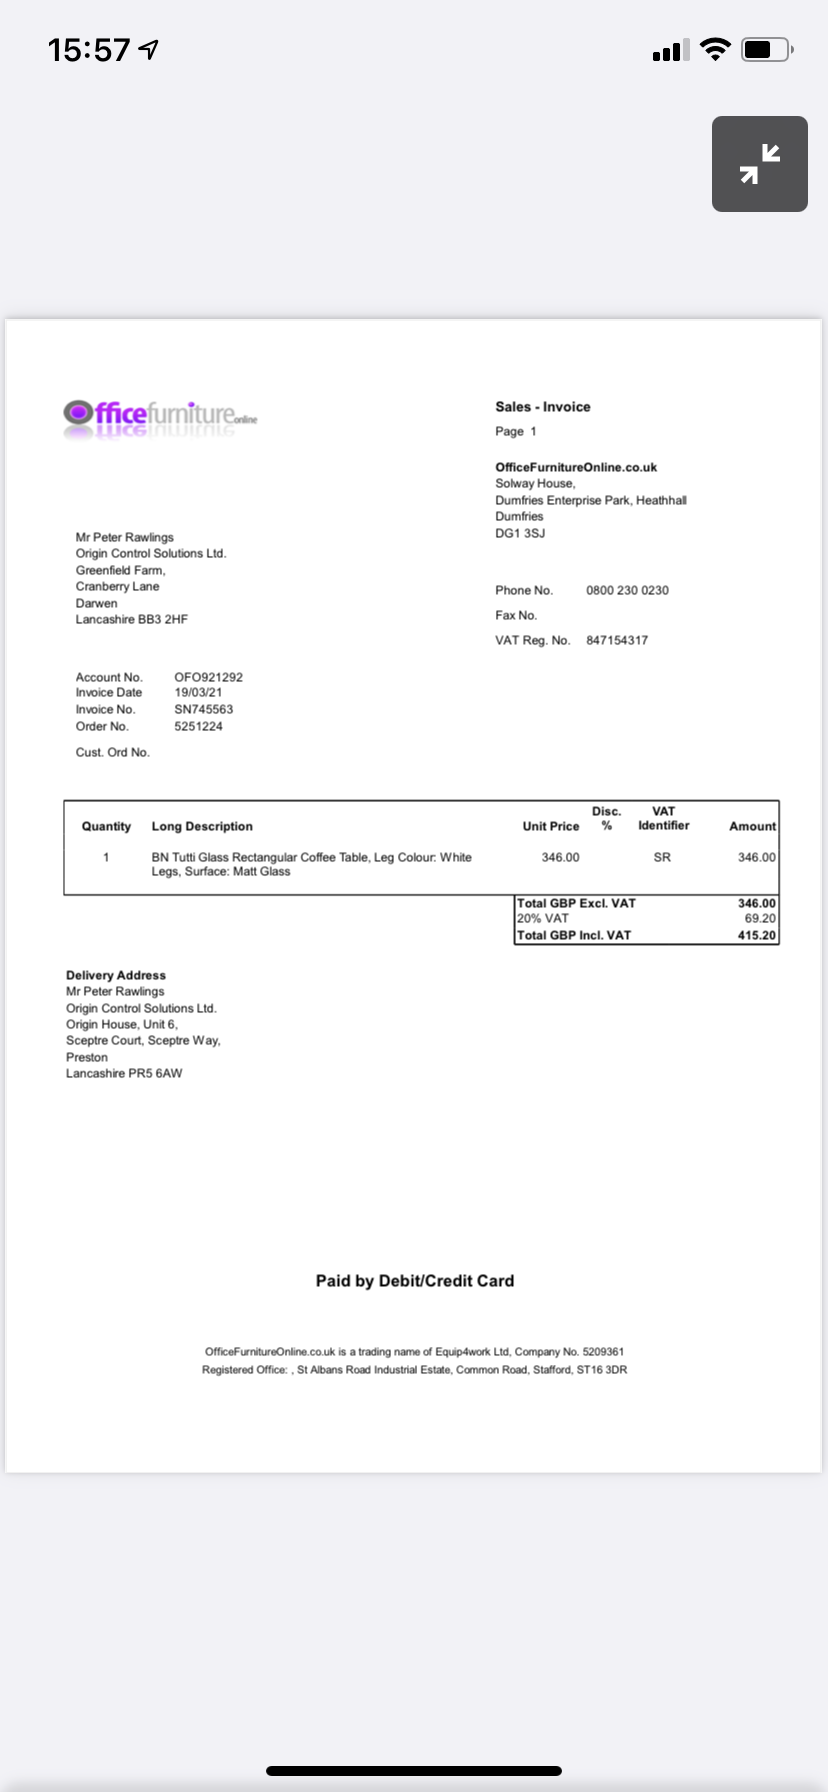 15:57
Officefurniture online
Sales - Invoice
Page 1
OfficeFurnitureOnline.co.uk
Solway House,
Dumfries Enterprise Park, Heathhall
Dumfries
DG1 3SJ
Mr Peter Rawlings
Origin Control Solutions Ltd.
Greenfield Farm,
Cranberry Lane
Darwen
Lancashire BB3 2HF
Phone No. 0800 230 0230
Fax No.
VAT Reg. No. 847154317
Account No. OFO921292
Invoice Date 19/03/21
Invoice No. SN745563
Order No. 5251224
Cust. Ord No.
Quantity Long Description Unit Price Disc. % VAT Identifier Amount
1 BN Tutti Glass Rectangular Coffee Table, Leg Colour: White 346.00 SR 346.00
Legs, Surface: Matt Glass
Total GBP Excl. VAT 346.00
20% VAT 69.20
Total GBP Incl. VAT 415.20
Delivery Address
Mr Peter Rawlings
Origin Control Solutions Ltd.
Origin House, Unit 6,
Sceptre Court, Sceptre Way,
Preston
Lancashire PR5 6AW
Paid by Debit/Credit Card
OfficeFurnitureOnline.co.uk is a trading name of Equip4work Ltd, Company No. 5209361
Registered Office: , St Albans Road Industrial Estate, Common Road, Stafford, ST16 3DR